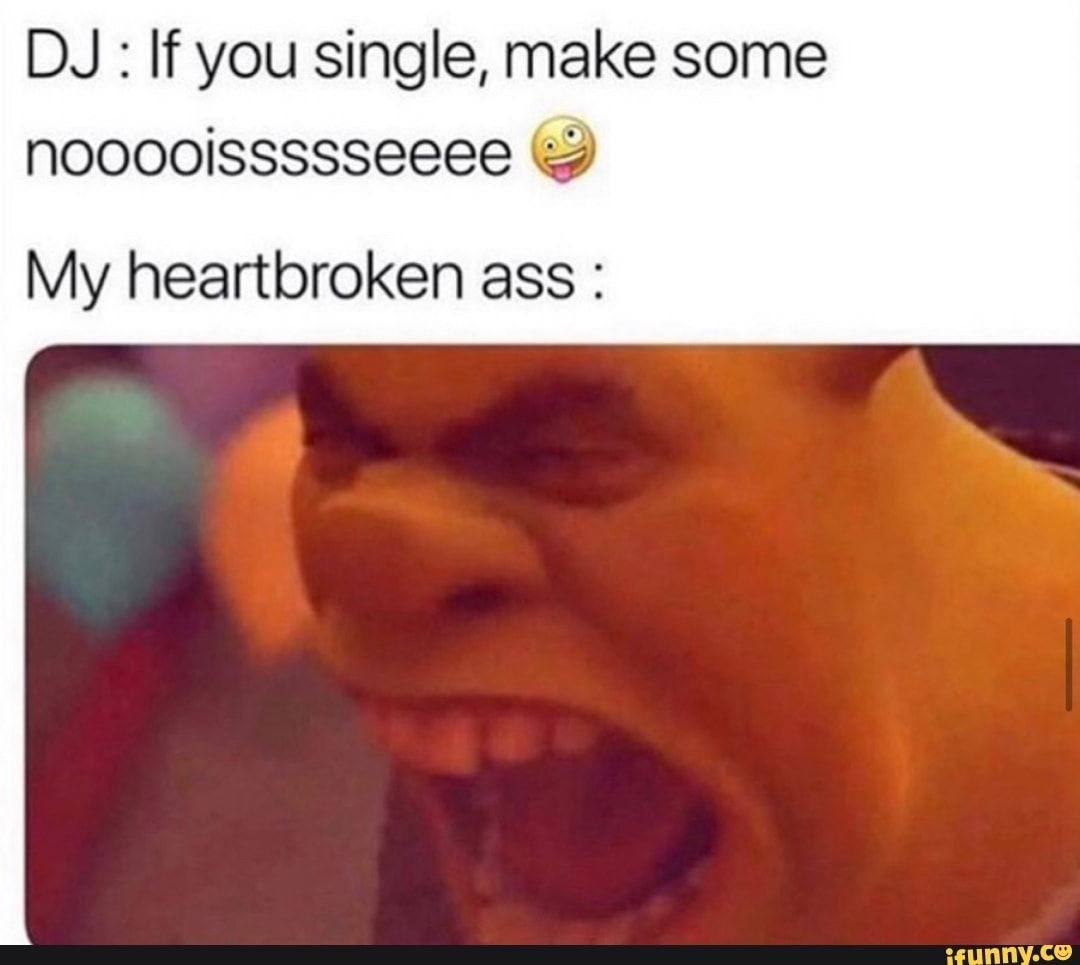 DJ : If you single, make some
nooooisssssseeee 🤪
My heartbroken ass :
ifunny.co